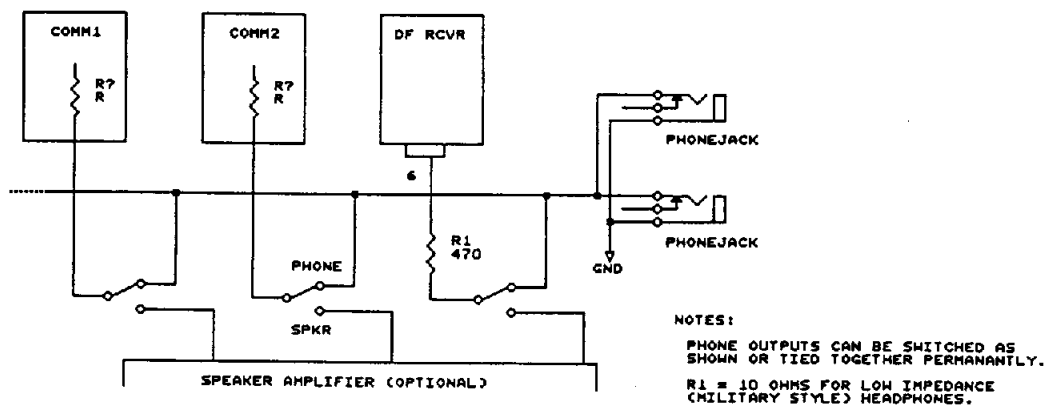 COMM1
COMM2
DF RCVR
R?
R
R?
R
PHONEJACK
6
R1
470
PHONEJACK
PHONE
GND
SPKR
SPEAKER AMPLIFIER (OPTIONAL)
NOTES:
PHONE OUTPUTS CAN BE SWITCHED AS
SHOWN OR TIED TOGETHER PERMANANTLY.
R1 = 10 OHMS FOR LOW IMPEDANCE
(MILITARY STYLE) HEADPHONES.